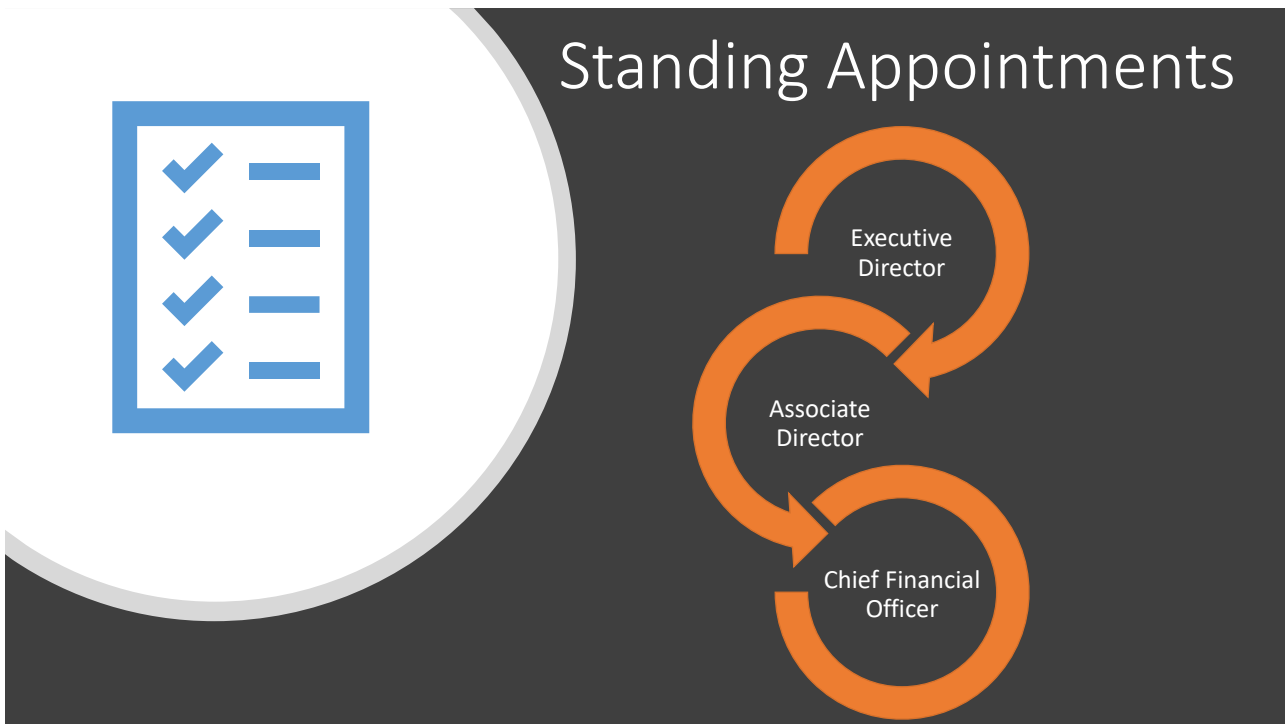 Standing Appointments
Executive
Director
Associate
Director
Chief Financial
Officer